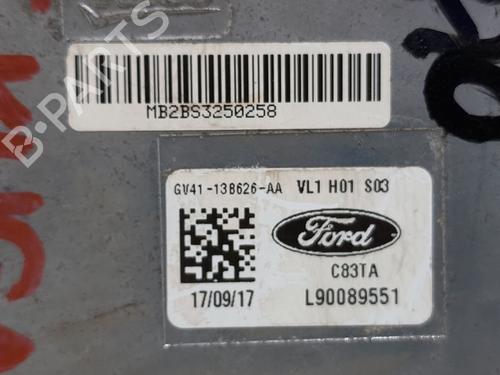 MB2BS3250258
GV41-13B626-AA VL1 H01 S03
Ford
C83TA
17/09/17
L90089551
B-PARTS